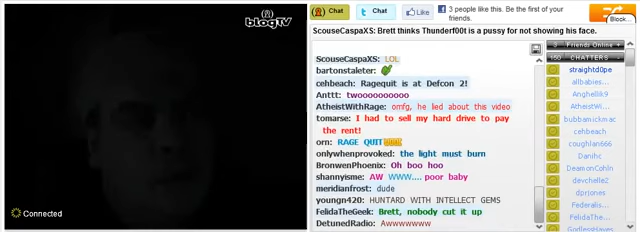 blogTV
Chat
Chat
Like
3 people like this. Be the first of your friends.
Block...
ScouseCaspaXS: Brett thinks Thunderf00t is a pussy for not showing his face.
ScouseCaspaXS: LOL
bartonstaleter:
cehbeach: Ragequit is at Defcon 2!
Anttt: twooooooooo
AtheistWithRage: omfg, he lied about this video
tomarse: I had to sell my hard drive to pay
the rent!
orn: RAGE QUIT
onlywhenprovoked: the light must burn
BronwenPhoenix: Oh boo hoo
shannyisme: AW WWW.... poor baby
meridianfrost: dude
youngn420: HUNTARD WITH INTELLECT GEMS
FelidaTheGeek: Brett, nobody cut it up
DetunedRadio: Awwwwwww
3 Friends Online
150 CHATTERS
straightd0pe
allbabies...
Anghellik9
AtheistWi...
bubbamickmac
cehbeach
coughlan666
Danihc
DeamonCohln
devchelle2
dprjones
Federalis...
FelidaThe...
GodlessHaves
Connected